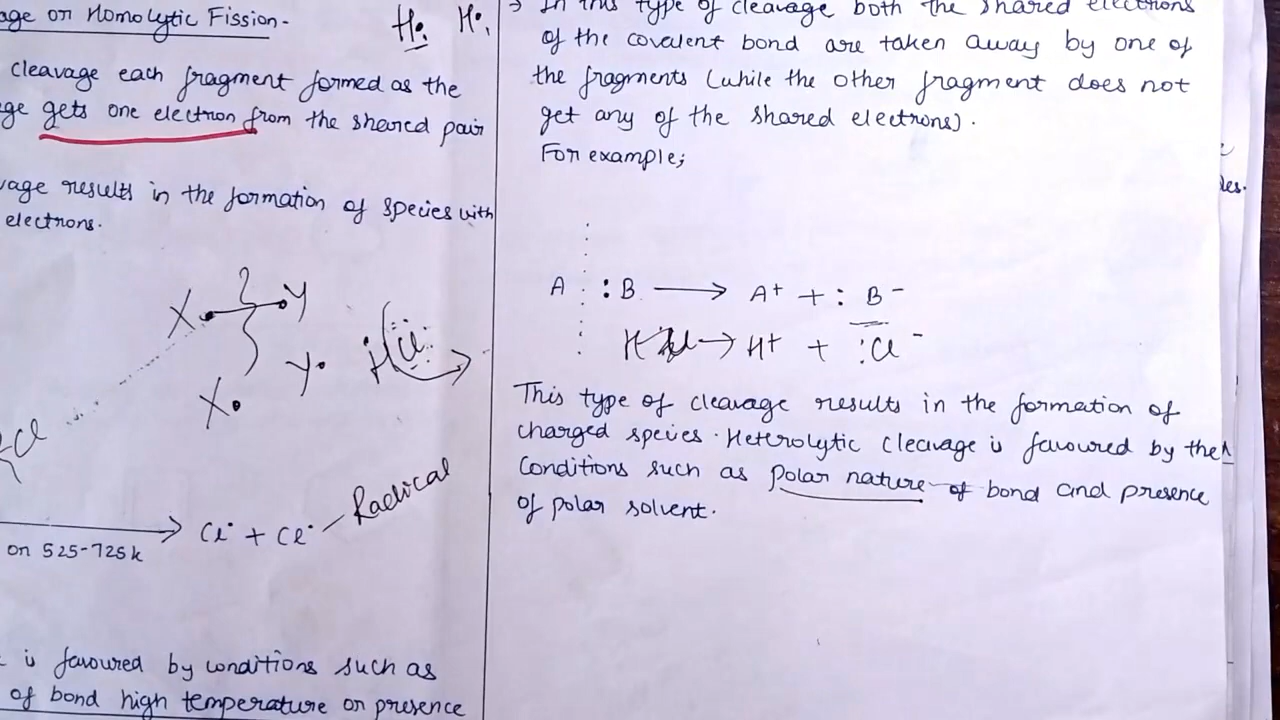 age or Homolytic Fission-
H: H:
cleavage each fragment formed as the
ge gets one electron from the shared pair
vage results in the formation of species with
electrons.
X Y
Y.
X.
HCl
Cl
on 525-725k
Cl· + Cl· - Radical
is favoured by conditions such as
of bond high temperature or presence
→ In this type of cleavage both the shared electrons
of the covalent bond are taken away by one of
the fragments (while the other fragment does not
get any of the shared electrons).
For example;
A :B → A+ + :B-
H Cl → H+ + :Cl-
This type of cleavage results in the formation of
charged species. Heterolytic cleavage is favoured by the
Conditions such as polar nature of bond and presence
of polar solvent.
les.